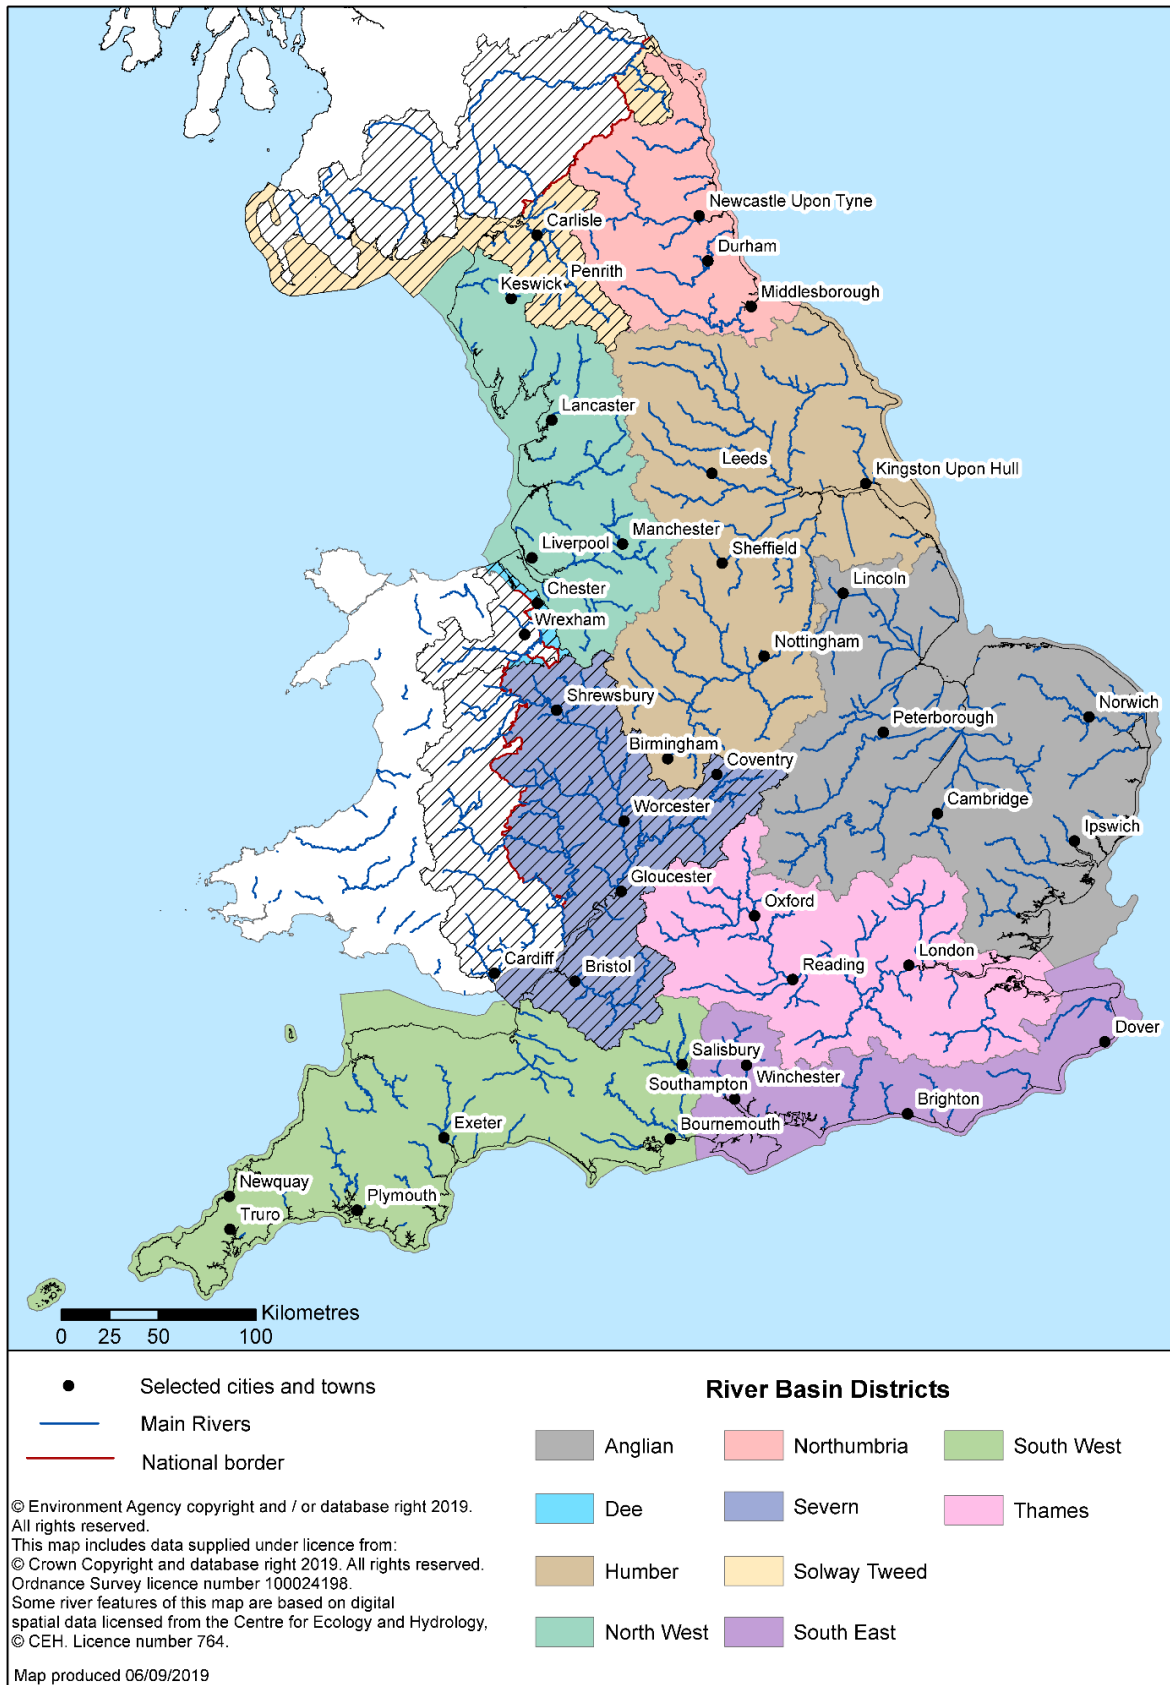 Newcastle Upon Tyne
Carlisle
Durham
Penrith
Keswick
Middlesborough
Lancaster
Leeds
Kingston Upon Hull
Manchester
Liverpool
Sheffield
Chester
Lincoln
Wrexham
Nottingham
Shrewsbury
Norwich
Peterborough
Birmingham
Coventry
Worcester
Cambridge
Ipswich
Gloucester
Oxford
Cardiff
Bristol
Reading
London
Dover
Salisbury
Winchester
Southampton
Brighton
Exeter
Bournemouth
Newquay
Plymouth
Truro
Kilometres
0 25 50 100
Selected cities and towns
Main Rivers
National border
River Basin Districts
Anglian
Northumbria
South West
Dee
Severn
Thames
Humber
Solway Tweed
North West
South East
© Environment Agency copyright and / or database right 2019.
All rights reserved.
This map includes data supplied under licence from:
© Crown Copyright and database right 2019. All rights reserved.
Ordnance Survey licence number 100024198.
Some river features of this map are based on digital
spatial data licensed from the Centre for Ecology and Hydrology,
© CEH. Licence number 764.
Map produced 06/09/2019